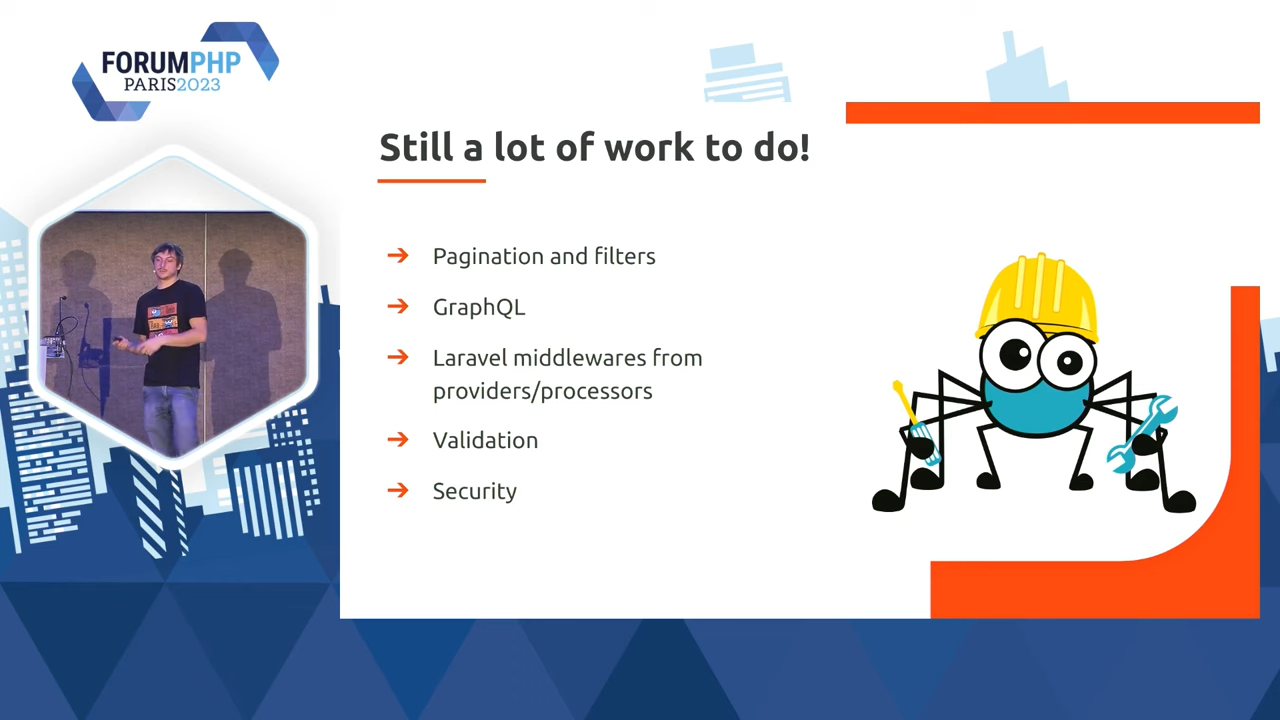 FORUMPHP
PARIS2023
Still a lot of work to do!
➔ Pagination and filters
➔ GraphQL
➔ Laravel middlewares from
providers/processors
➔ Validation
➔ Security